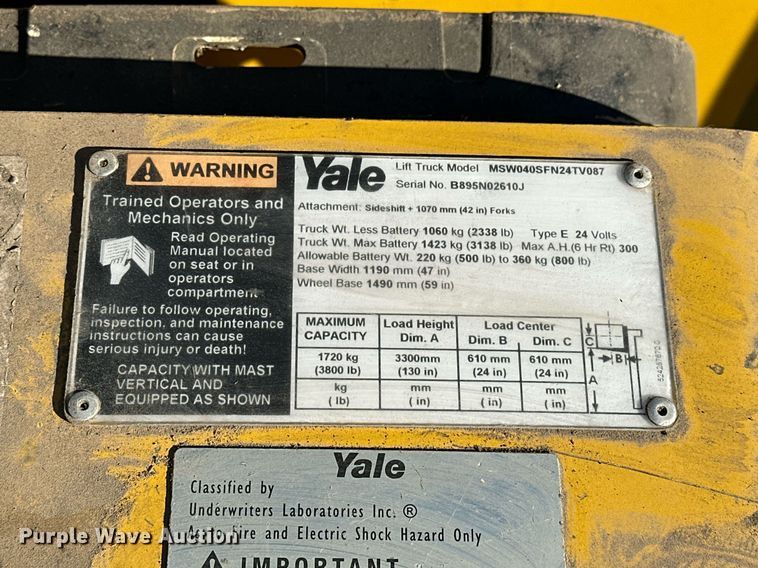 WARNING
Trained Operators and
Mechanics Only
Read Operating
Manual located
on seat or in
operators
compartment
Failure to follow operating,
inspection, and maintenance
instructions can cause
serious injury or death!
CAPACITY WITH MAST
VERTICAL AND
EQUIPPED AS SHOWN
Yale
Lift Truck Model MSW040SFN24TV087
Serial No. B895N02610J
Attachment: Sideshift + 1070 mm (42 in) Forks
Truck Wt. Less Battery 1060 kg (2338 lb) Type E 24 Volts
Truck Wt. Max Battery 1423 kg (3138 lb) Max A.H.(6 Hr Rt) 300
Allowable Battery Wt. 220 kg (500 lb) to 360 kg (800 lb)
Base Width 1190 mm (47 in)
Wheel Base 1490 mm (59 in)
MAXIMUM CAPACITY Load Height Dim. A Load Center Dim. B Dim. C
1720 kg 3300mm 610 mm 610 mm
(3800 lb) (130 in) (24 in) (24 in)
kg mm mm mm
( lb) ( in) ( in) ( in)
C
B
A
Yale
Classified by
Underwriters Laboratories Inc.®
As to Fire and Electric Shock Hazard Only
IMPORTANT
Purple Wave Auction